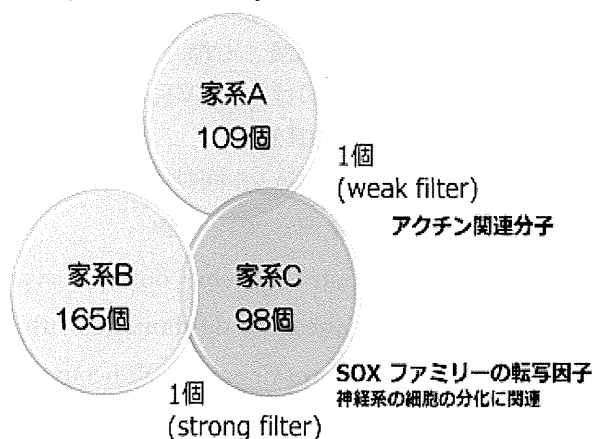 家系A
109個
1個
(weak filter)
アクチン関連分子
家系B
165個
家系C
98個
SOX ファミリーの転写因子
神経系の細胞の分化に関連
1個
(strong filter)